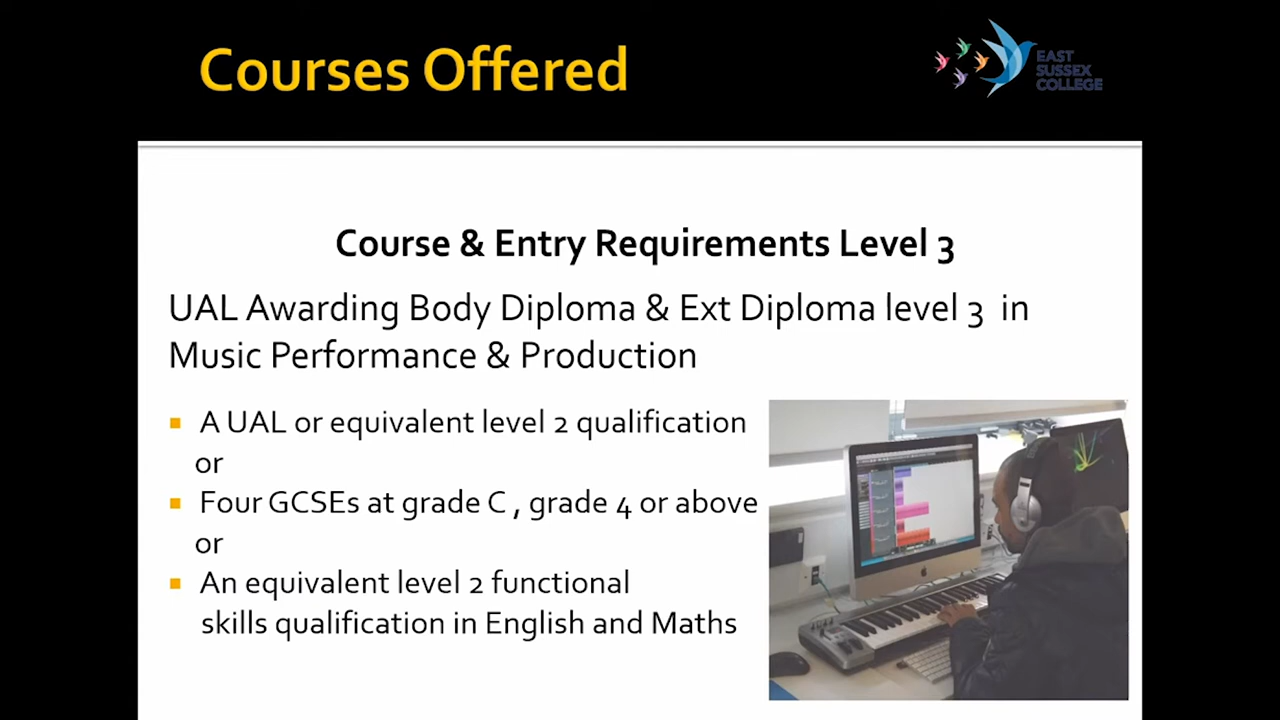 Courses Offered
EAST
SUSSEX
COLLEGE
Course & Entry Requirements Level 3
UAL Awarding Body Diploma & Ext Diploma level 3 in
Music Performance & Production
A UAL or equivalent level 2 qualification
or
Four GCSEs at grade C , grade 4 or above
or
An equivalent level 2 functional
skills qualification in English and Maths